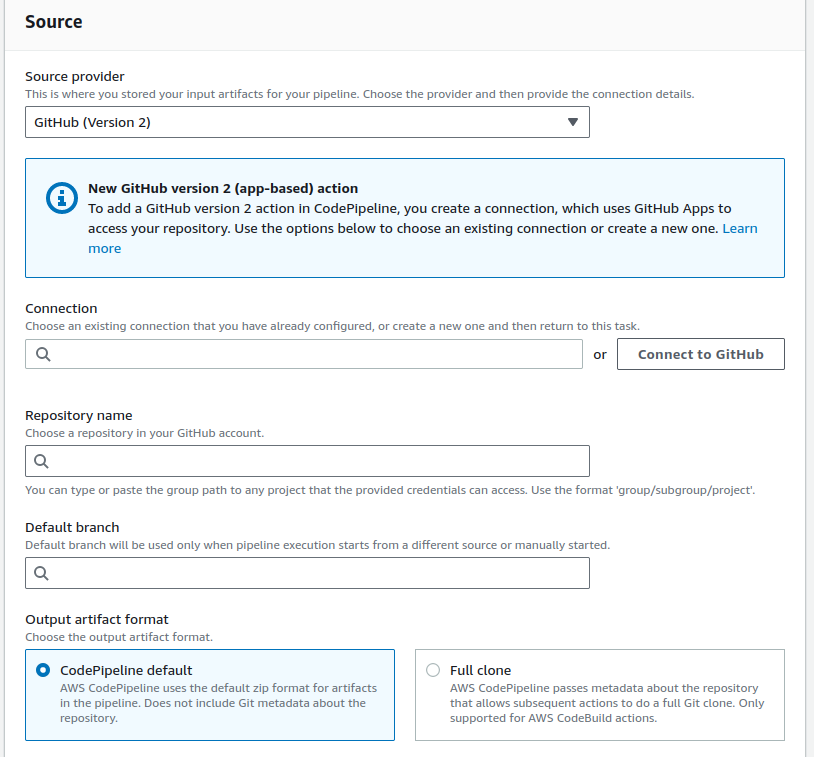 Source
Source provider
This is where you stored your input artifacts for your pipeline. Choose the provider and then provide the connection details.
GitHub (Version 2)
New GitHub version 2 (app-based) action
To add a GitHub version 2 action in CodePipeline, you create a connection, which uses GitHub Apps to
access your repository. Use the options below to choose an existing connection or create a new one. Learn
more
Connection
Choose an existing connection that you have already configured, or create a new one and then return to this task.
or
Connect to GitHub
Repository name
Choose a repository in your GitHub account.
You can type or paste the group path to any project that the provided credentials can access. Use the format 'group/subgroup/project'.
Default branch
Default branch will be used only when pipeline execution starts from a different source or manually started.
Output artifact format
Choose the output artifact format.
CodePipeline default
AWS CodePipeline uses the default zip format for artifacts
in the pipeline. Does not include Git metadata about the
repository.
Full clone
AWS CodePipeline passes metadata about the repository
that allows subsequent actions to do a full Git clone. Only
supported for AWS CodeBuild actions.